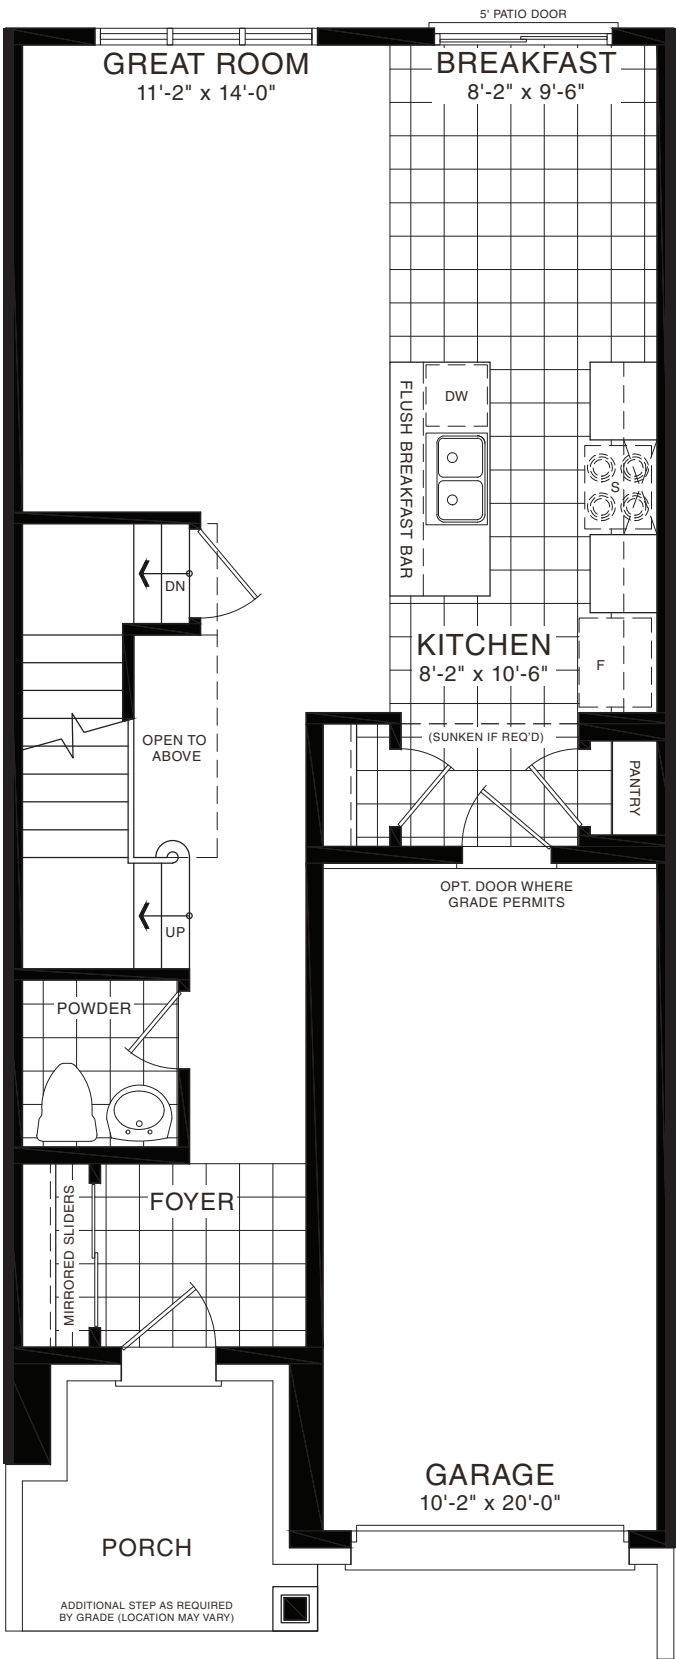 5' PATIO DOOR
GREAT ROOM
11'-2" x 14'-0"
BREAKFAST
8'-2" x 9'-6"
DW
FLUSH BREAKFAST BAR
S
DN
KITCHEN
8'-2" x 10'-6"
F
OPEN TO
ABOVE
(SUNKEN IF REQ'D)
PANTRY
OPT. DOOR WHERE
GRADE PERMITS
UP
POWDER
FOYER
MIRRORED SLIDERS
GARAGE
10'-2" x 20'-0"
PORCH
ADDITIONAL STEP AS REQUIRED
BY GRADE (LOCATION MAY VARY)